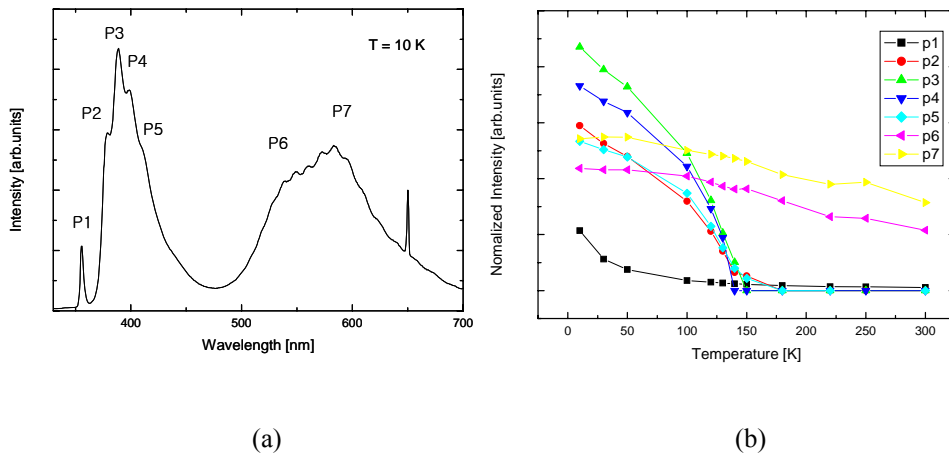 P3
T = 10 K
P4
P2
P5
P7
P6
P1
Intensity [arb.units]
400
500
600
700
Wavelength [nm]
(a)
p1
p2
p3
p4
p5
p6
p7
Normalized Intensity [arb.units]
0
50
100
150
200
250
300
Temperature [K]
(b)